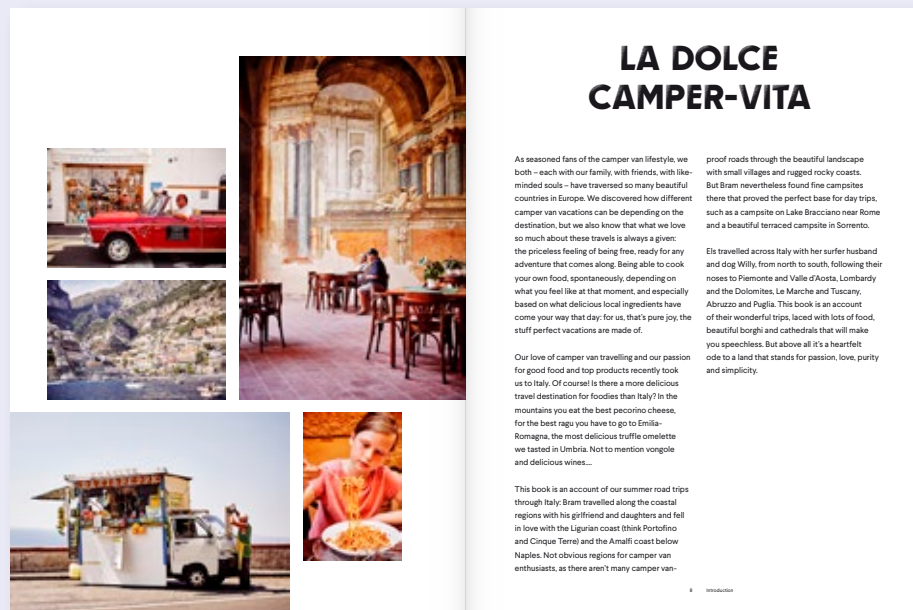 LA DOLCE
CAMPER-VITA
As seasoned fans of the camper van lifestyle, we
both – each with our family, with friends, with like-
minded souls – have traversed so many beautiful
countries in Europe. We discovered how different
camper van vacations can be depending on the
destination, but we also know that what we love
so much about these travels is always a given:
the priceless feeling of being free, ready for any
adventure that comes along. Being able to cook
your own food, spontaneously, depending on
what you feel like at that moment, and especially
based on what delicious local ingredients have
come your way that day: for us, that's pure joy, the
stuff perfect vacations are made of.
Our love of camper van travelling and our passion
for good food and top products recently took
us to Italy. Of course! Is there a more delicious
travel destination for foodies than Italy? In the
mountains you eat the best pecorino cheese,
for the best ragu you have to go to Emilia-
Romagna, the most delicious truffle omelette
we tasted in Umbria. Not to mention vongole
and delicious wines....
This book is an account of our summer road trips
through Italy: Bram travelled along the coastal
regions with his girlfriend and daughters and fell
in love with the Ligurian coast (think Portofino
and Cinque Terre) and the Amalfi coast below
Naples. Not obvious regions for camper van
enthusiasts, as there aren't many camper van-
proof roads through the beautiful landscape
with small villages and rugged rocky coasts.
But Bram nevertheless found fine campsites
there that proved the perfect base for day trips,
such as a campsite on Lake Bracciano near Rome
and a beautiful terraced campsite in Sorrento.
Els travelled across Italy with her surfer husband
and dog Willy, from north to south, following their
noses to Piemonte and Valle d'Aosta, Lombardy
and the Dolomites, Le Marche and Tuscany,
Abruzzo and Puglia. This book is an account
of their wonderful trips, laced with lots of food,
beautiful borghi and cathedrals that will make
you speechless. But above all it's a heartfelt
ode to a land that stands for passion, love, purity
and simplicity.
8 Introduction